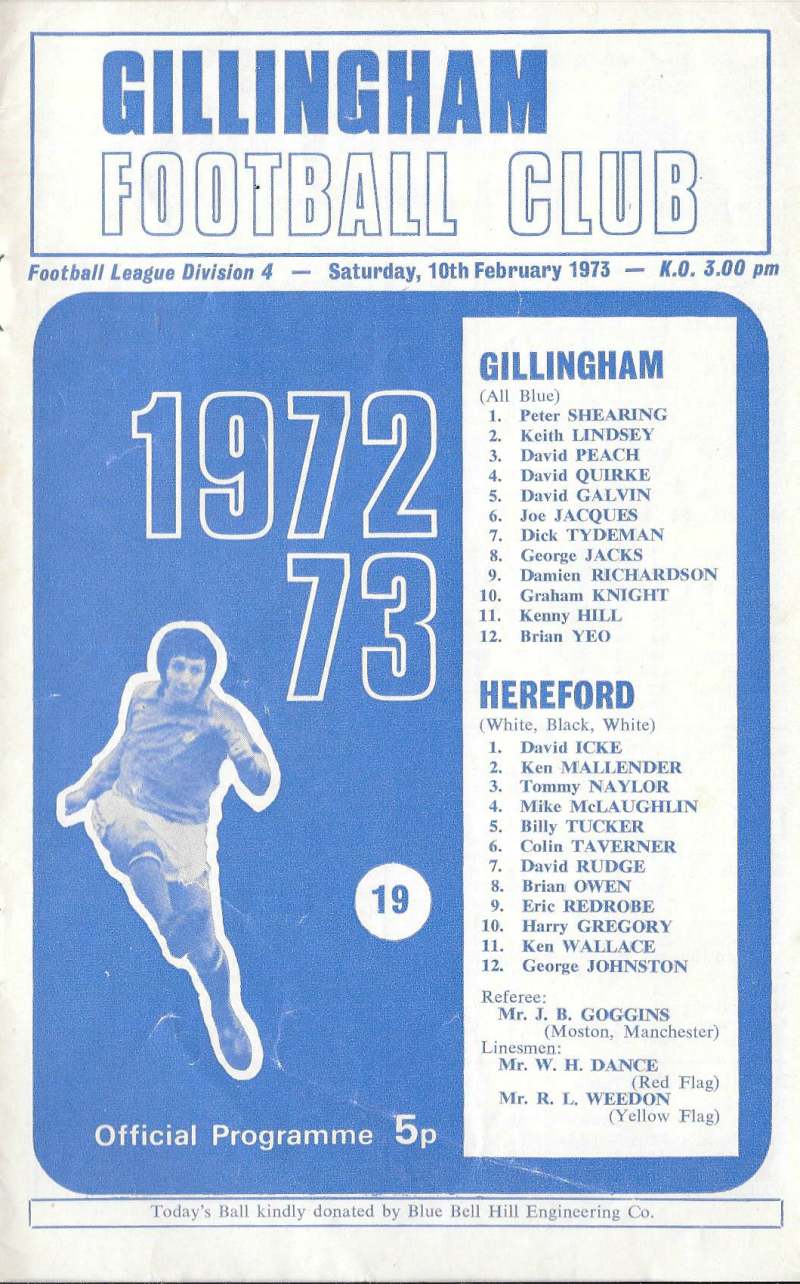 GILLINGHAM
FOOTBALL CLUB
Football League Division 4 — Saturday, 10th February 1973 — K.O. 3.00 pm
1972
73
19
Official Programme 5p
GILLINGHAM
(All Blue)
1. Peter SHEARING
2. Keith LINDSEY
3. David PEACH
4. David QUIRKE
5. David GALVIN
6. Joe JACQUES
7. Dick TYDEMAN
8. George JACKS
9. Damien RICHARDSON
10. Graham KNIGHT
11. Kenny HILL
12. Brian YEO
HEREFORD
(White, Black, White)
1. David ICKE
2. Ken MALLENDER
3. Tommy NAYLOR
4. Mike McLAUGHLIN
5. Billy TUCKER
6. Colin TAVERNER
7. David RUDGE
8. Brian OWEN
9. Eric REDROBE
10. Harry GREGORY
11. Ken WALLACE
12. George JOHNSTON
Referee:
Mr. J. B. GOGGINS
(Moston, Manchester)
Linesmen:
Mr. W. H. DANCE
(Red Flag)
Mr. R. L. WEEDON
(Yellow Flag)
Today's Ball kindly donated by Blue Bell Hill Engineering Co.